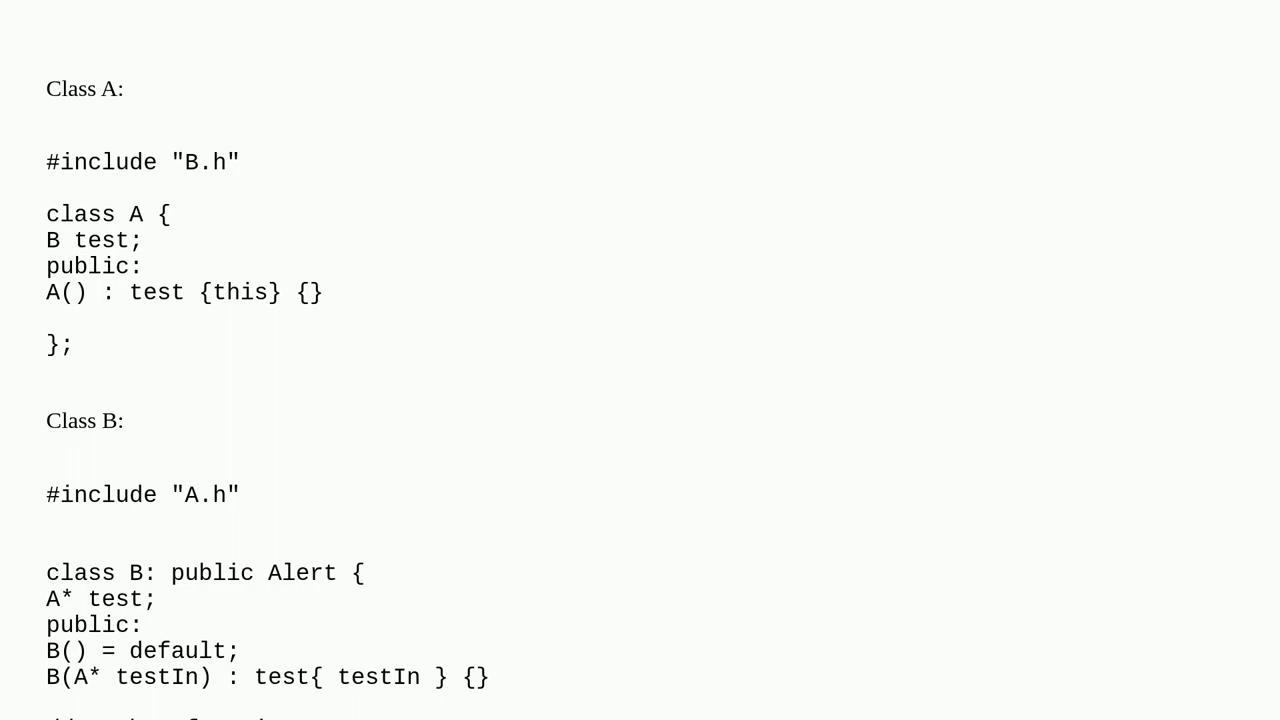 Class A:
#include "B.h"
class A {
B test;
public:
A() : test {this} {}
};
Class B:
#include "A.h"
class B: public Alert {
A* test;
public:
B() = default;
B(A* testIn) : test{ testIn } {}